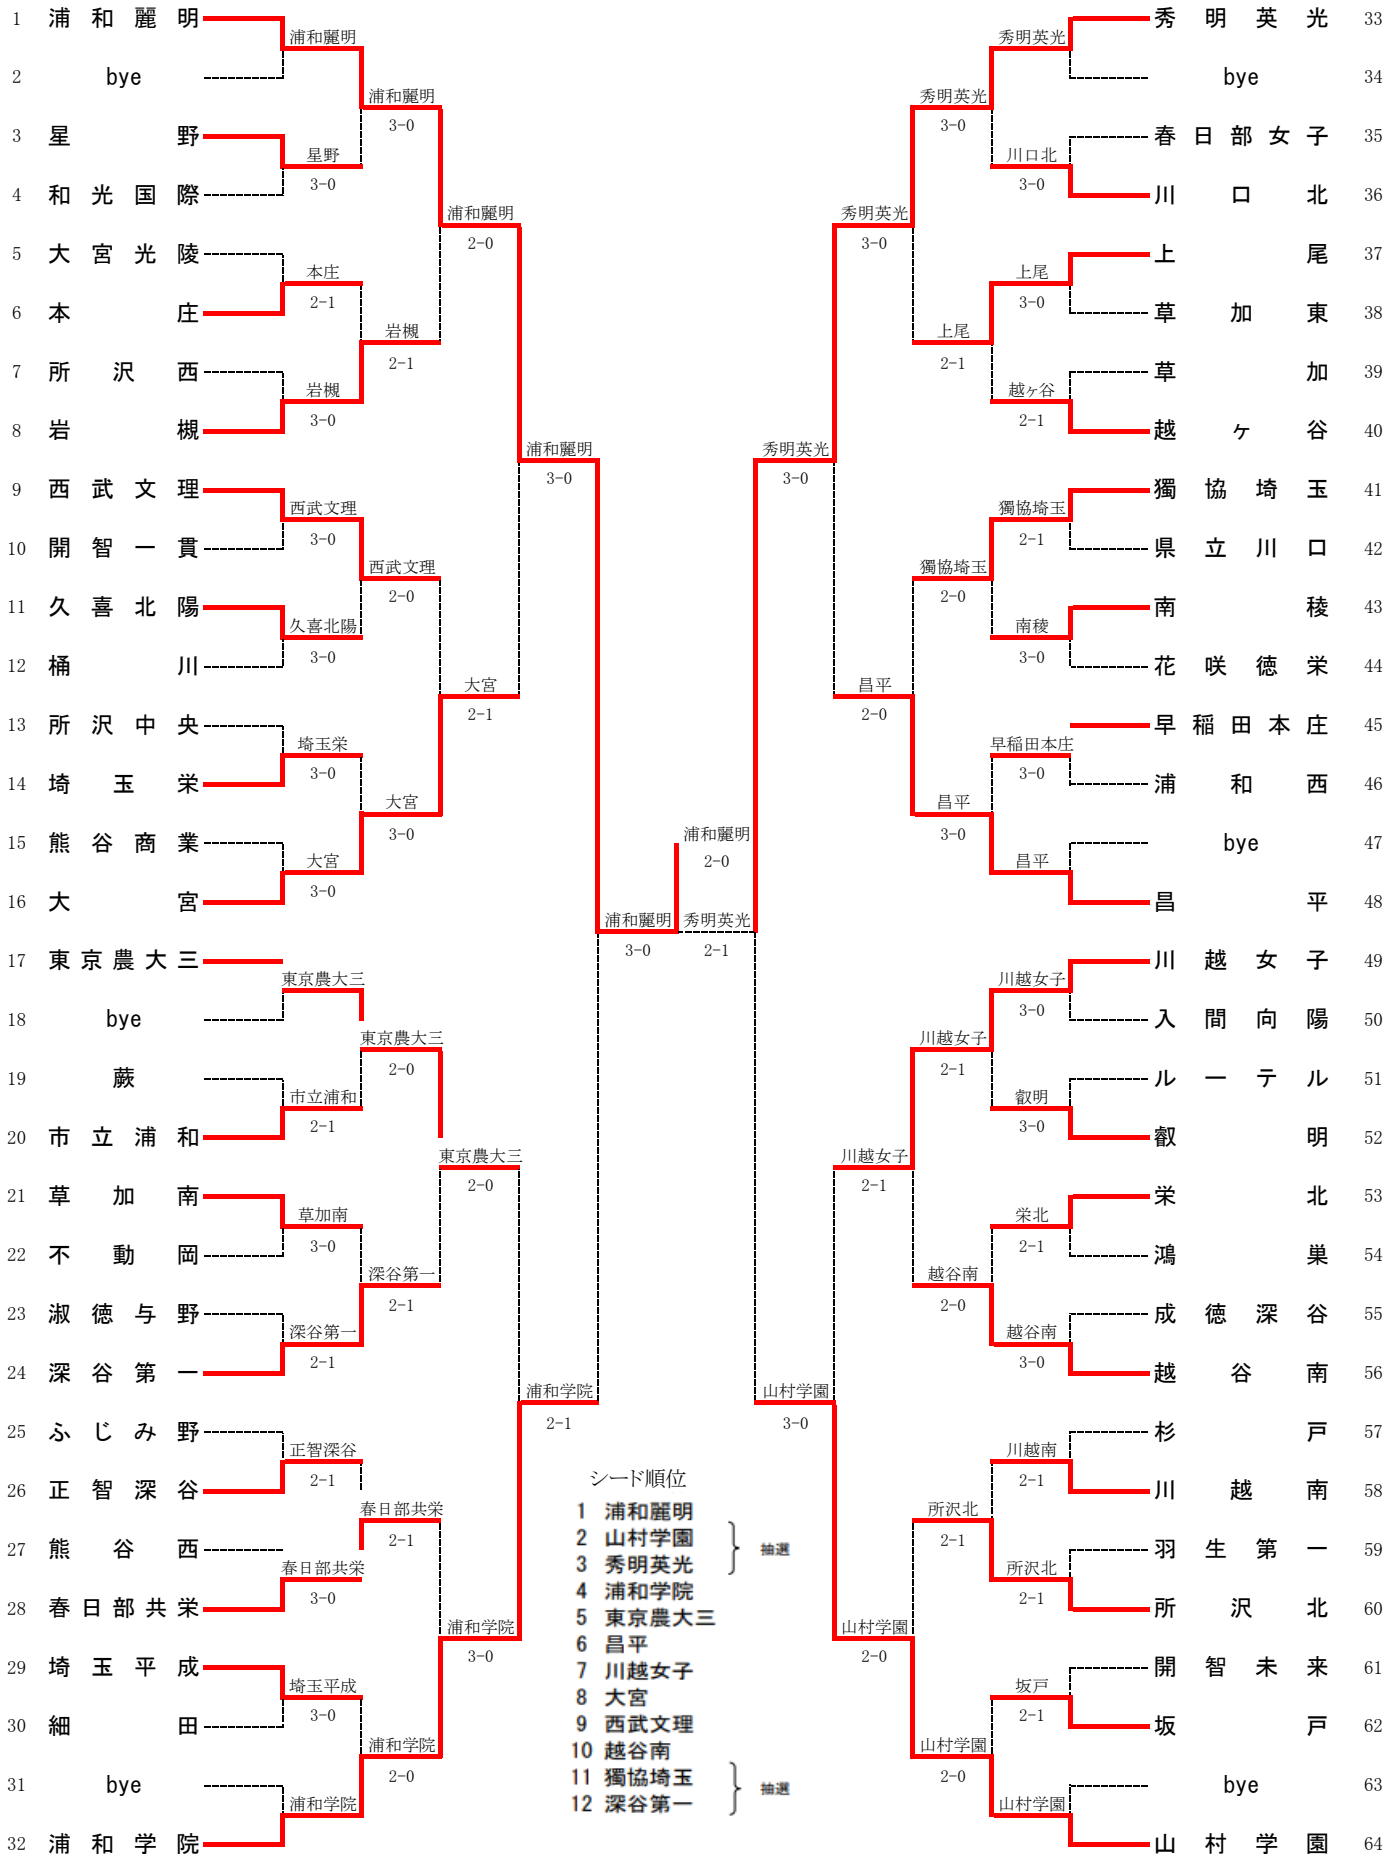 1 浦和麗明
2 bye
3 星野
4 和光国際
5 大宮光陵
6 本庄
7 所沢西
8 岩槻
9 西武文理
10 開智一貫
11 久喜北陽
12 桶川
13 所沢中央
14 埼玉栄
15 熊谷商業
16 大宮
17 東京農大三
18 bye
19 蕨
20 市立浦和
21 草加南
22 不動岡
23 淑徳与野
24 深谷第一
25 ふじみ野
26 正智深谷
27 熊谷西
28 春日部共栄
29 埼玉平成
30 細田
31 bye
32 浦和学院
浦和麗明
星野
3-0
本庄
2-1
岩槻
3-0
西武文理
3-0
久喜北陽
3-0
埼玉栄
3-0
大宮
3-0
東京農大三
市立浦和
2-1
草加南
3-0
深谷第一
2-1
正智深谷
2-1
春日部共栄
3-0
埼玉平成
3-0
浦和学院
浦和麗明
3-0
岩槻
2-1
西武文理
2-0
大宮
3-0
東京農大三
2-0
深谷第一
2-1
春日部共栄
2-1
浦和学院
2-0
浦和麗明
2-0
大宮
2-1
東京農大三
2-0
浦和学院
3-0
浦和麗明
3-0
浦和学院
2-1
浦和麗明
3-0
浦和麗明
2-0
秀明英光
2-1
秀明英光
3-0
山村学園
3-0
秀明英光
3-0
昌平
2-0
川越女子
2-1
山村学園
2-0
秀明英光
3-0
上尾
2-1
獨協埼玉
2-0
昌平
3-0
川越女子
2-1
越谷南
2-0
所沢北
2-1
山村学園
2-0
秀明英光
川口北
3-0
上尾
3-0
越ヶ谷
2-1
獨協埼玉
2-1
南稜
3-0
早稲田本庄
3-0
昌平
川越女子
3-0
叡明
3-0
栄北
2-1
越谷南
3-0
川越南
2-1
所沢北
2-1
坂戸
2-1
山村学園
秀明英光 33
bye 34
春日部女子 35
川口北 36
上尾 37
草加東 38
草加 39
越ヶ谷 40
獨協埼玉 41
県立川口 42
南稜 43
花咲徳栄 44
早稲田本庄 45
浦和西 46
bye 47
昌平 48
川越女子 49
入間向陽 50
ルーテル 51
叡明 52
栄北 53
鴻巣 54
成徳深谷 55
越谷南 56
杉戸 57
川越南 58
羽生第一 59
所沢北 60
開智未来 61
坂戸 62
bye 63
山村学園 64
シード順位
1 浦和麗明
2 山村学園
3 秀明英光
抽選
4 浦和学院
5 東京農大三
6 昌平
7 川越女子
8 大宮
9 西武文理
10 越谷南
11 獨協埼玉
12 深谷第一
抽選